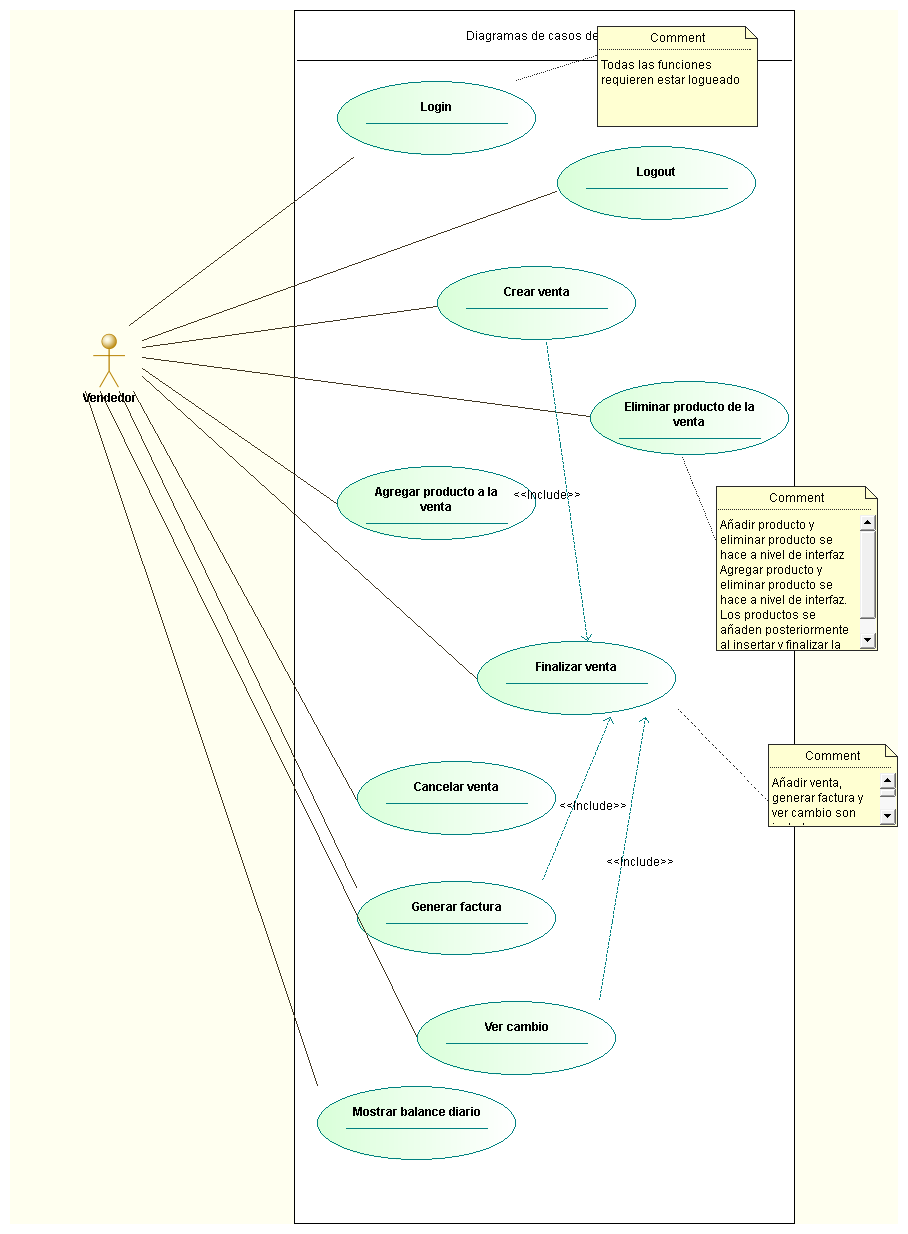 Diagramas de casos de
Comment
Todas las funciones
requieren estar logueado
Login
Logout
Crear venta
Vendedor
Eliminar producto de la
venta
Agregar producto a la
venta
<<Include>>
Comment
Añadir producto y
eliminar producto se
hace a nivel de interfaz
Agregar producto y
eliminar producto se
hace a nivel de interfaz.
Los productos se
añaden posteriormente
al insertar y finalizar la
Finalizar venta
Comment
Añadir venta,
generar factura y
ver cambio son
Cancelar venta
<<Include>>
<<Include>>
Generar factura
Ver cambio
Mostrar balance diario